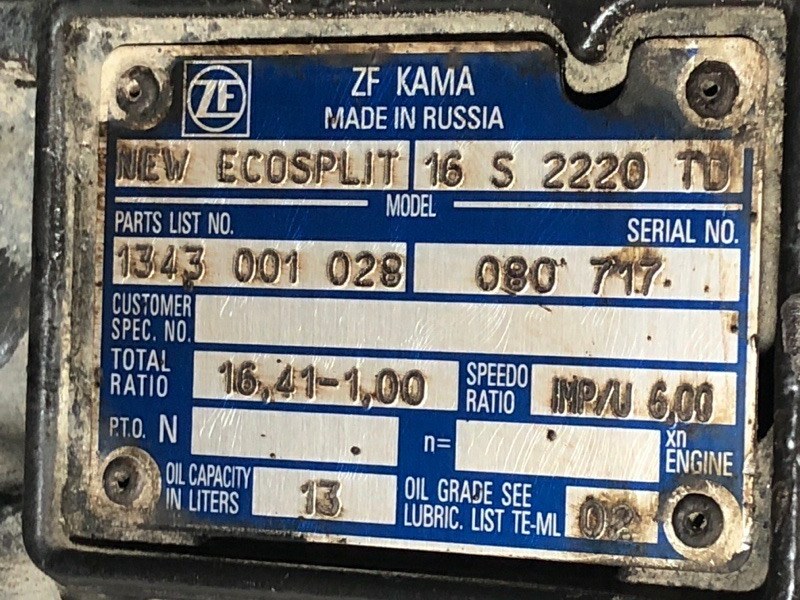 ZF
ZF KAMA
MADE IN RUSSIA
NEW ECOSPLIT 16 S 2220 TD
MODEL
PARTS LIST NO. SERIAL NO.
1343 001 028 080 717
CUSTOMER
SPEC. NO.
TOTAL
RATIO 16,41-1,00 SPEEDO
RATIO IMP/U 6,00
P.T.O. N n= xn
ENGINE
OIL CAPACITY
IN LITERS 13 OIL GRADE SEE
LUBRIC. LIST TE-ML 02